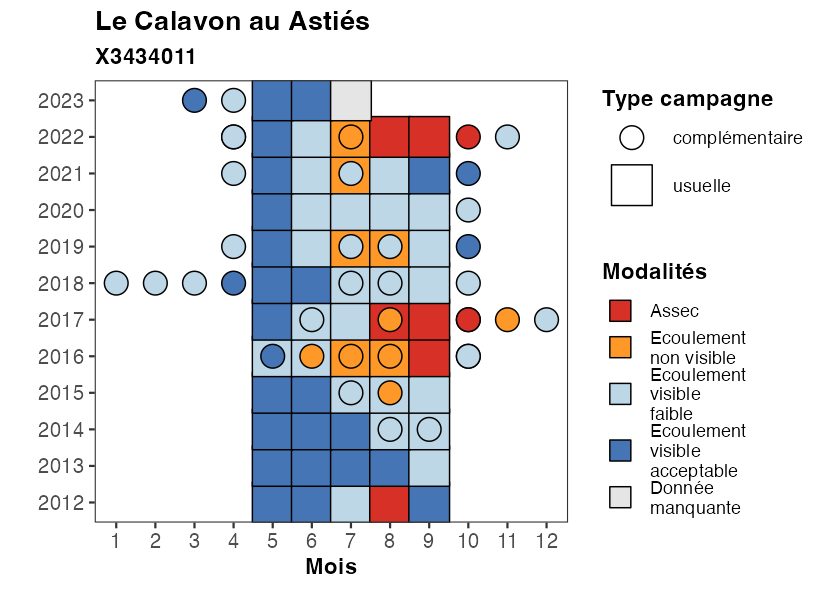 Le Calavon au Astiés
X3434011
2023
2022
2021
2020
2019
2018
2017
2016
2015
2014
2013
2012
1 2 3 4 5 6 7 8 9 10 11 12
Mois
Type campagne
complémentaire
usuelle
Modalités
Assec
Ecoulement
non visible
Ecoulement
visible
faible
Ecoulement
visible
acceptable
Donnée
manquante